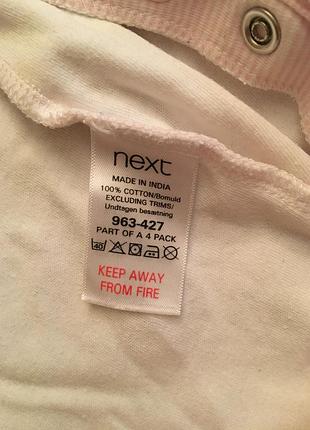 next
MADE IN INDIA
100% COTTON/Bomuld
EXCLUDING TRIMS/
Undtagen besætning
963-427
PART OF A 4 PACK
40
KEEP AWAY
FROM FIRE